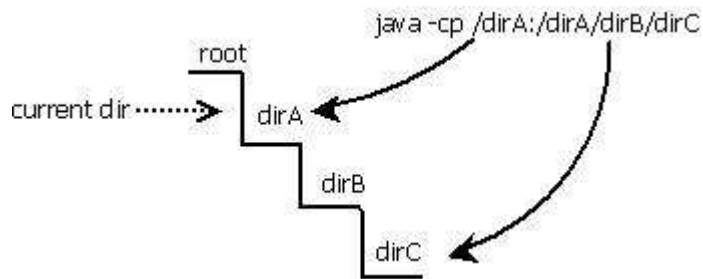 java -cp /dirA:/dirA/dirB/dirC
root
current dir
dirA
dirB
dirC